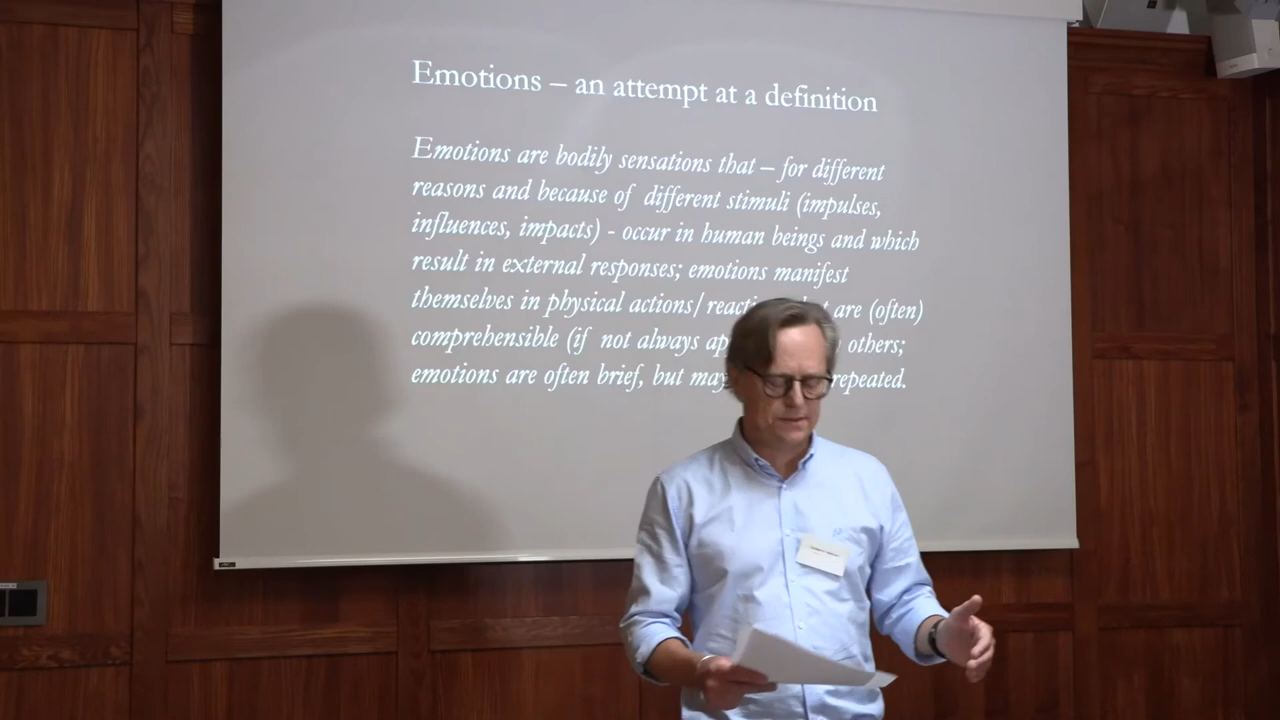 Emotions – an attempt at a definition
Emotions are bodily sensations that – for different
reasons and because of different stimuli (impulses,
influences, impacts) - occur in human beings and which
result in external responses; emotions manifest
themselves in physical actions/ are (often)
comprehensible (if not always others;
emotions are often brief, but may repeated.